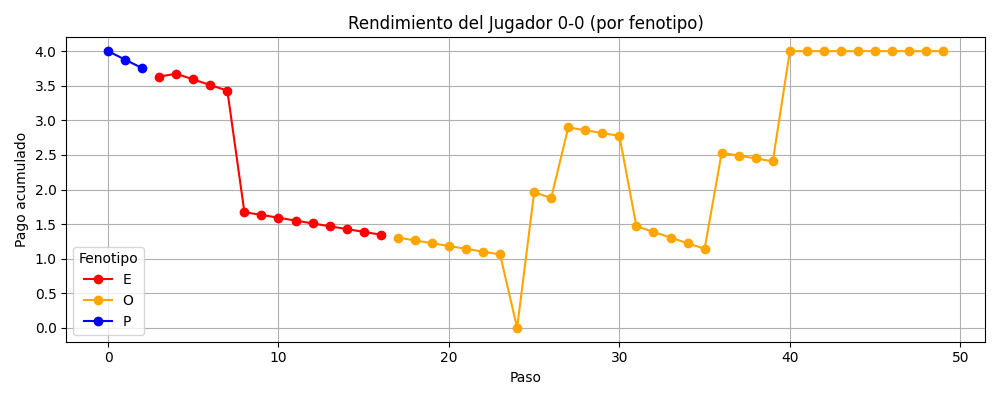 Rendimiento del Jugador 0-0 (por fenotipo)
Pago acumulado
4.0
3.5
3.0
2.5
2.0
1.5
1.0
0.5
0.0
Fenotipo
E
O
P
0 10 20 30 40 50
Paso